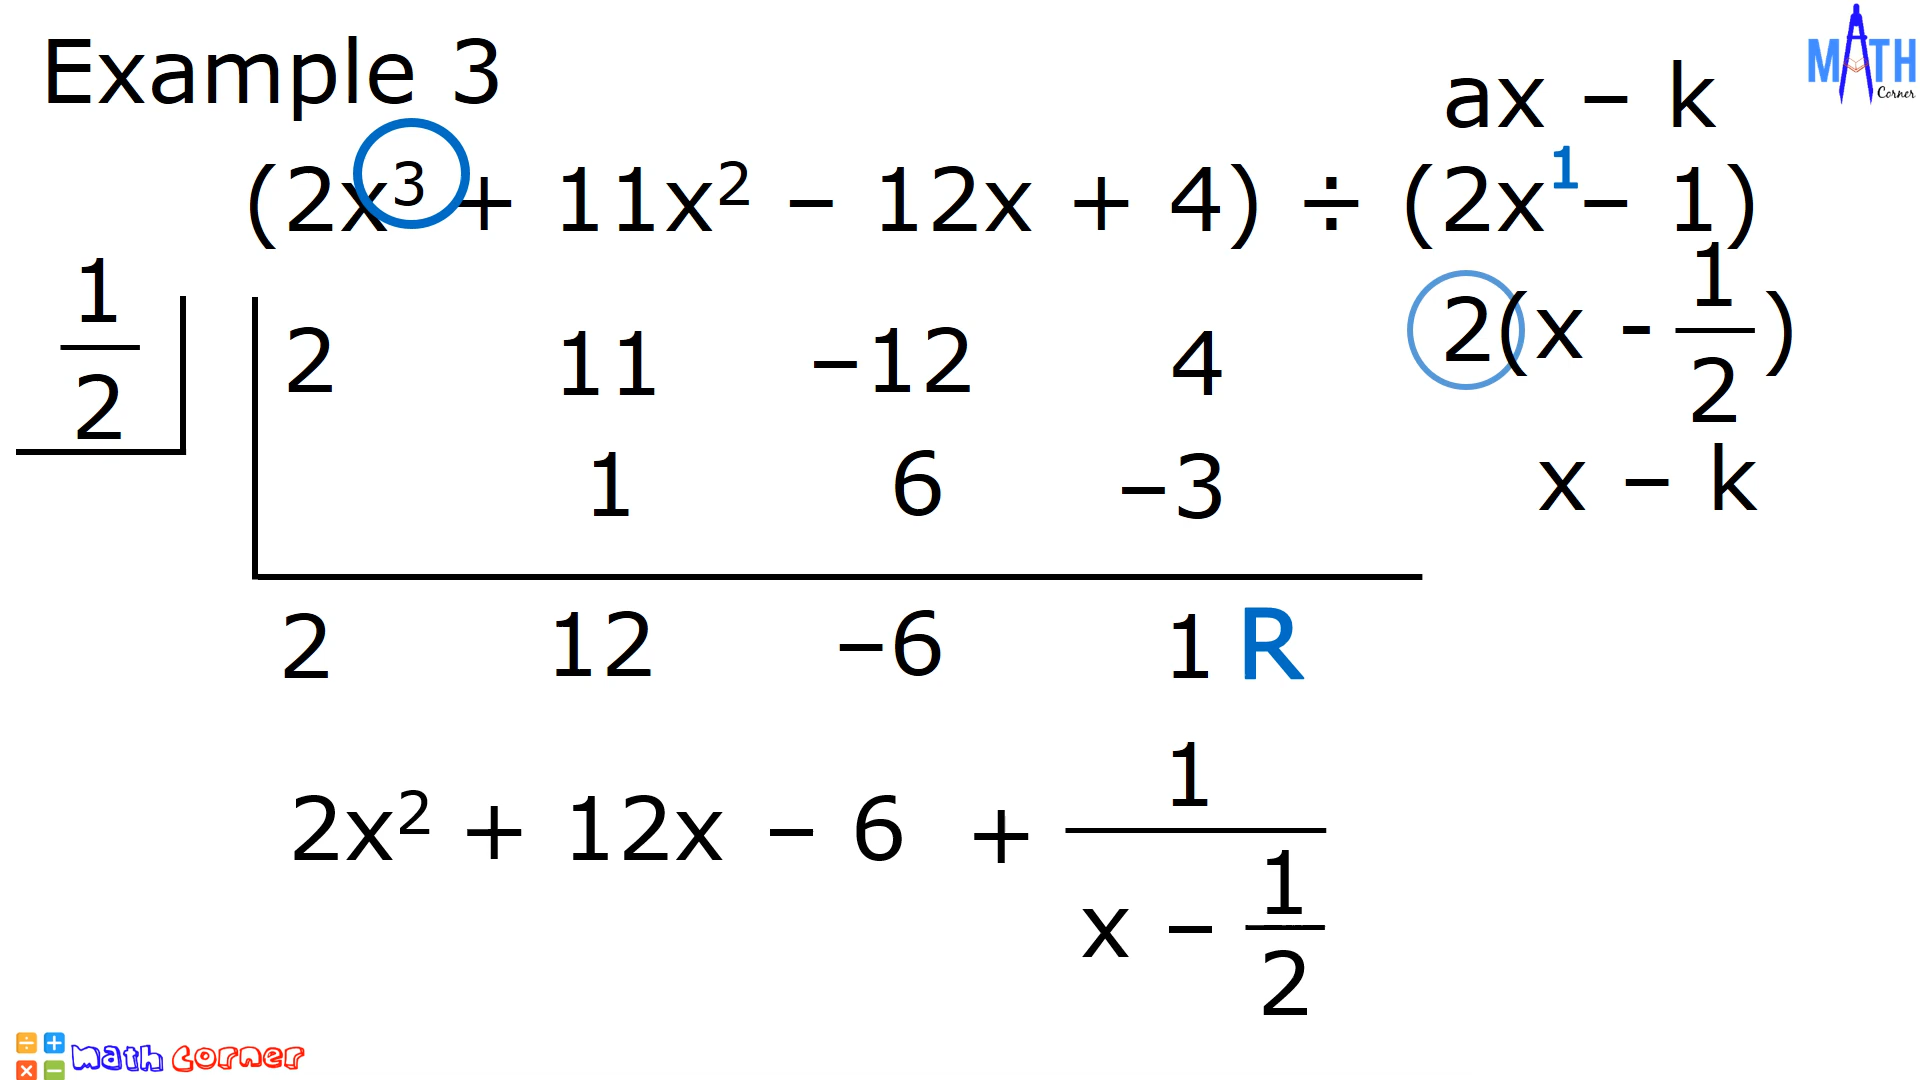 Example 3
MATH
Corner
ax – k
(2x³ + 11x² – 12x + 4) ÷ (2x¹ – 1)
1/2
2 11 –12 4
2(x - 1/2)
1 6 –3
x – k
2 12 –6 1 R
2x² + 12x – 6 + 1/(x – 1/2)
÷ + × −
math corner